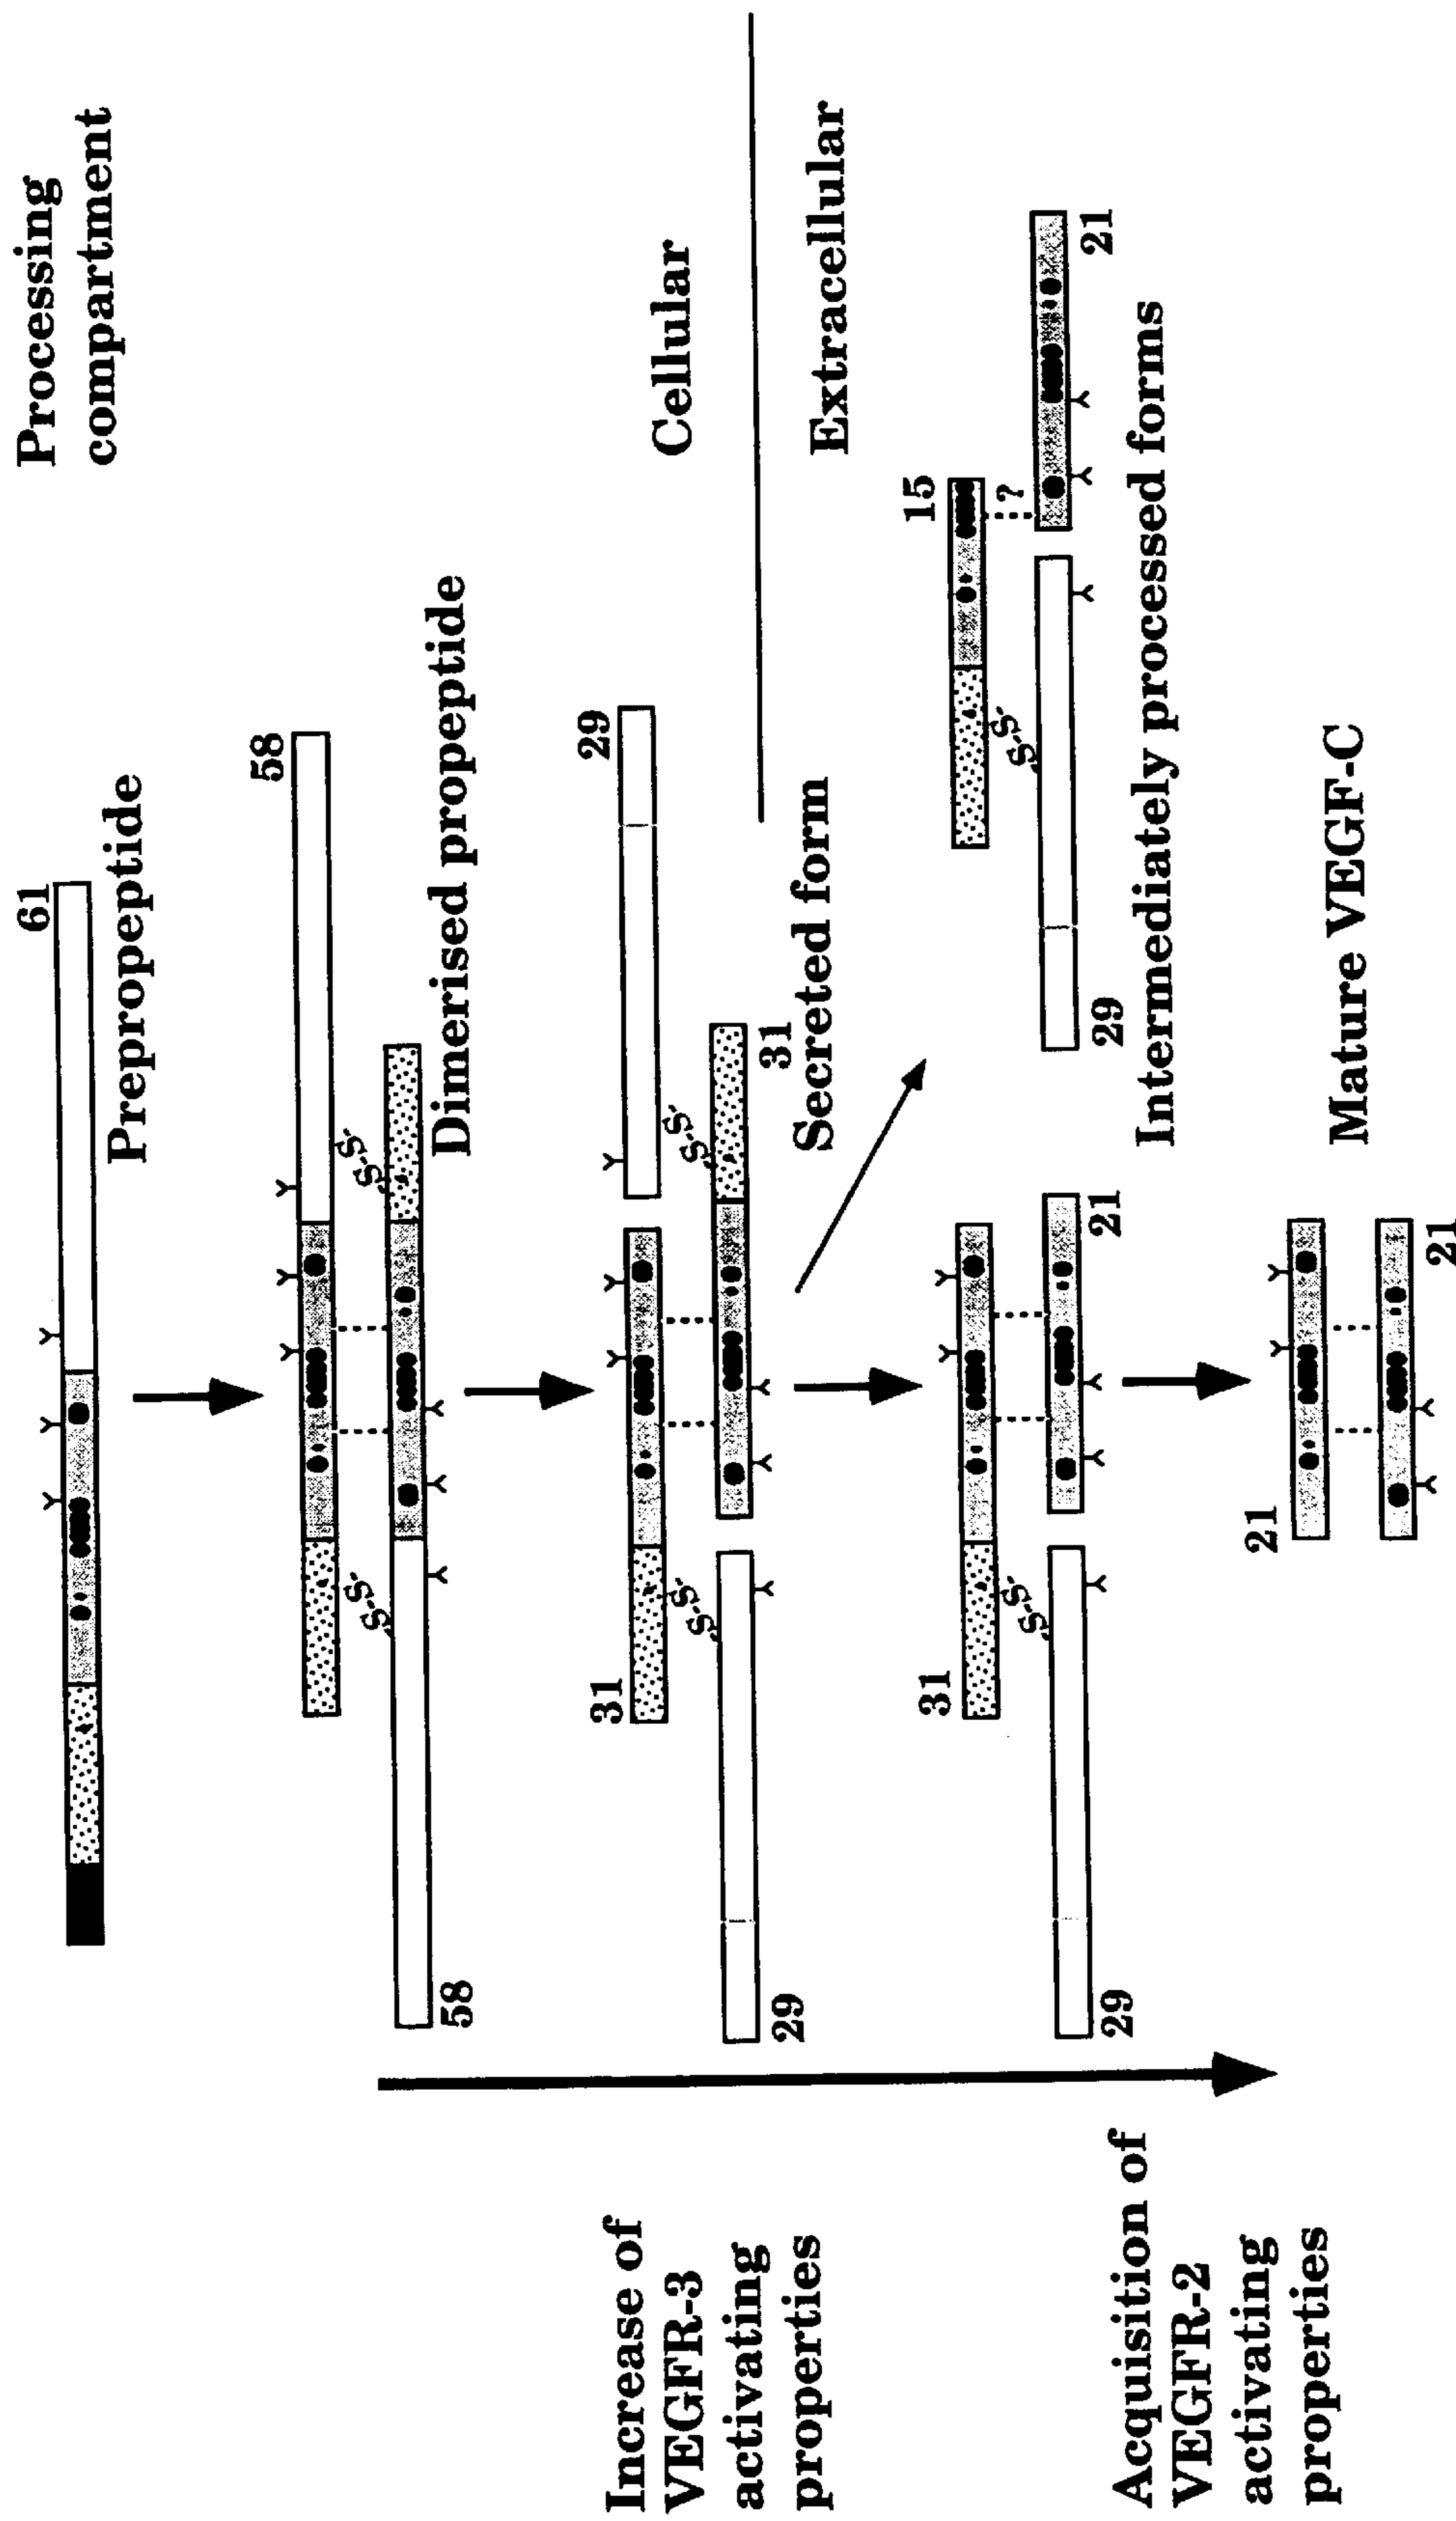 Processing
compartment
61
Prepropeptide
58
S-S
S-S
58
Dimerised propeptide
Increase of
VEGFR-3
activating
properties
31
29
S-S
S-S
29
31
Secreted form
Cellular
Extracellular
31
S-S
29
21
15
?
S-S
29
21
Intermediately processed forms
Acquisition of
VEGFR-2
activating
properties
21
21
Mature VEGF-C